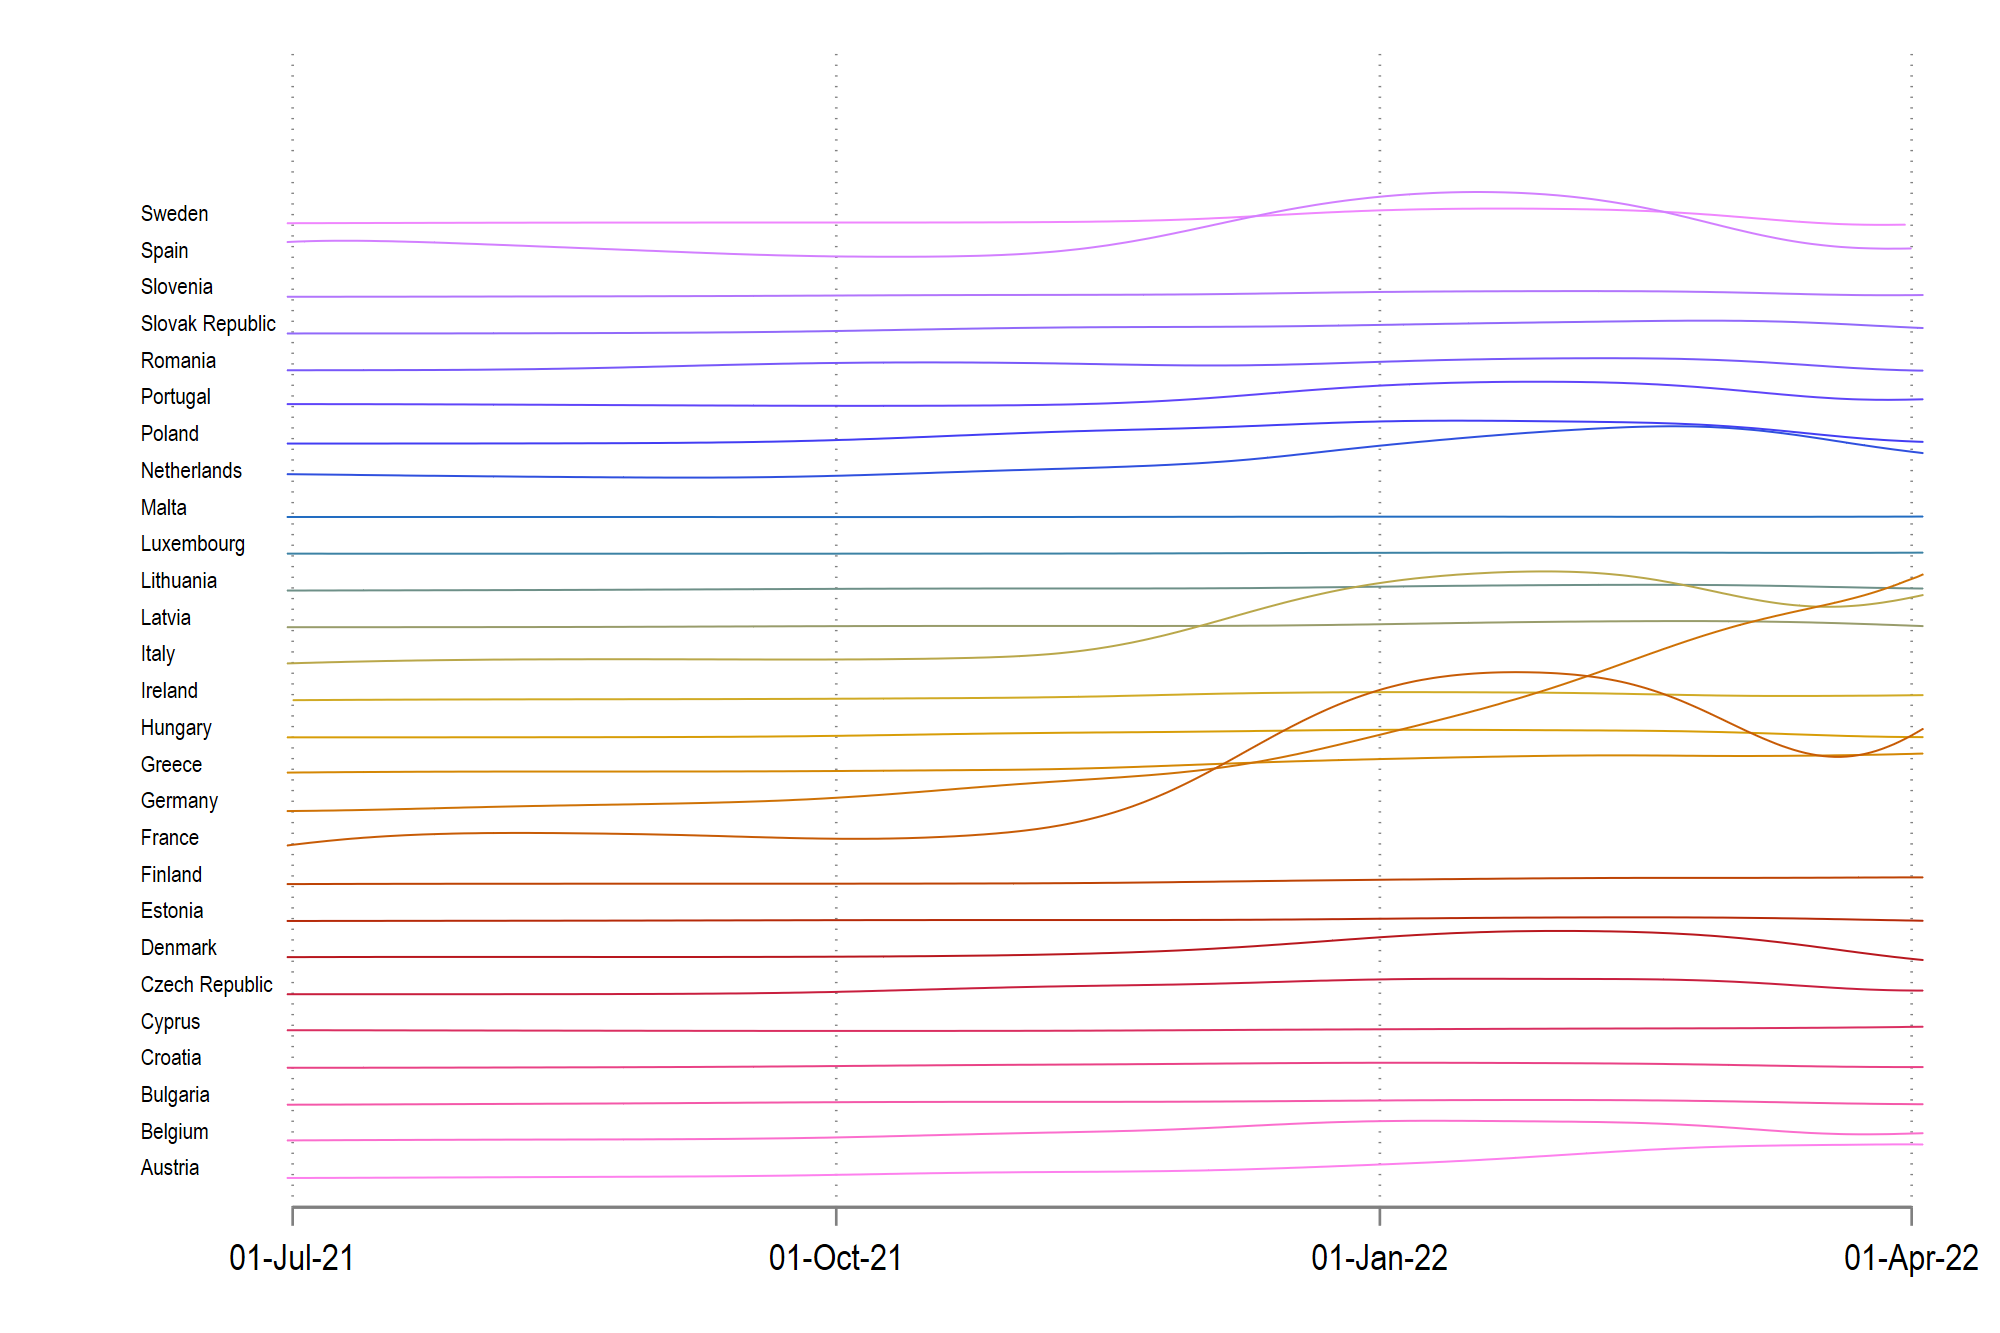 Sweden
Spain
Slovenia
Slovak Republic
Romania
Portugal
Poland
Netherlands
Malta
Luxembourg
Lithuania
Latvia
Italy
Ireland
Hungary
Greece
Germany
France
Finland
Estonia
Denmark
Czech Republic
Cyprus
Croatia
Bulgaria
Belgium
Austria
01-Jul-21 01-Oct-21 01-Jan-22 01-Apr-22